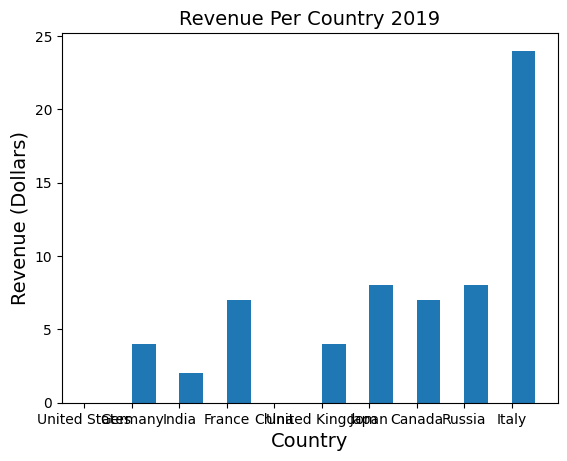 Revenue Per Country 2019
25
20
15
10
5
0
Revenue (Dollars)
United States Germany India France China United Kingdom Japan Canada Russia Italy
Country